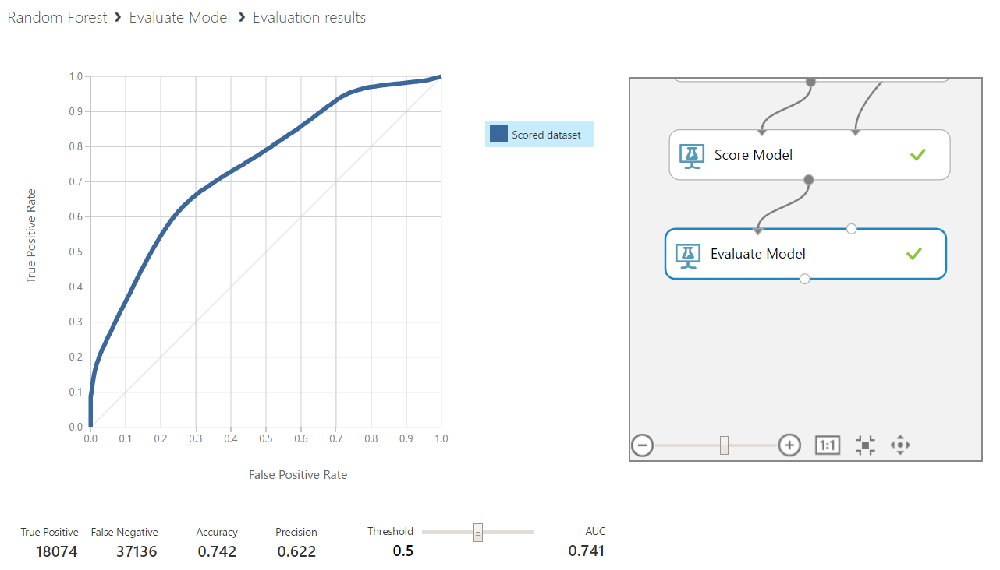 Random Forest › Evaluate Model › Evaluation results
1.0
0.9
0.8
0.7
0.6
0.5
0.4
0.3
0.2
0.1
0.0
True Positive Rate
0.0 0.1 0.2 0.3 0.4 0.5 0.6 0.7 0.8 0.9 1.0
False Positive Rate
Scored dataset
Score Model
Evaluate Model
1:1
True Positive False Negative Accuracy Precision Threshold AUC
18074 37136 0.742 0.622 0.5 0.741